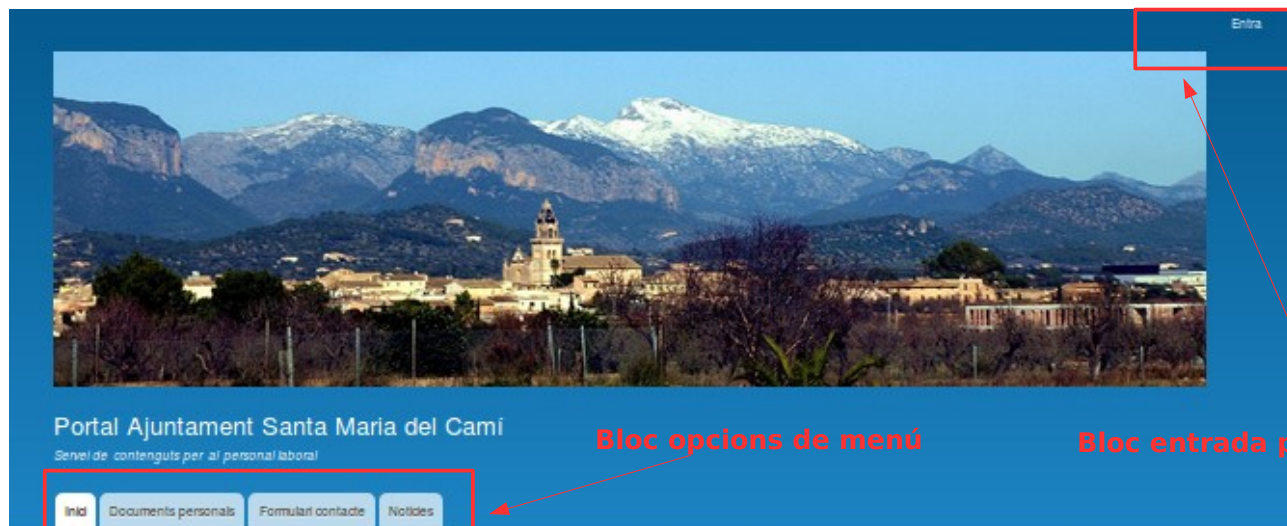 Entra
Portal Ajuntament Santa Maria del Camí
Servei de continguts per al personal laboral
Bloc opcions de menú
Bloc entrada p
Inici
Documents personals
Formulari contacte
Notícies